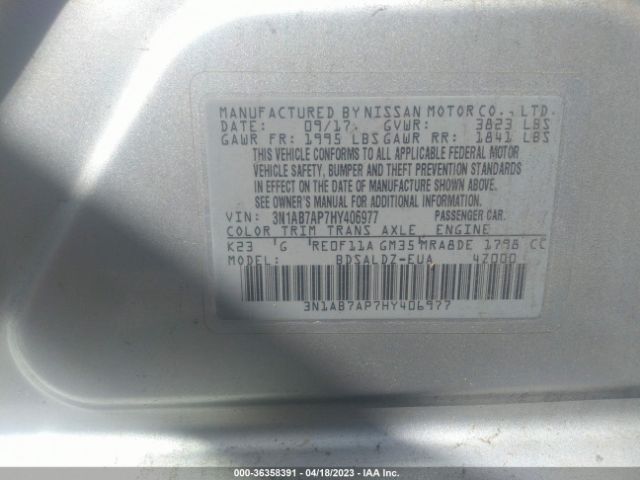 MANUFACTURED BY NISSAN MOTOR CO., LTD.
DATE: 09/17 GVWR: 3823 LBS
GAWR FR: 1995 LBS GAWR RR: 1841 LBS
THIS VEHICLE CONFORMS TO ALL APPLICABLE FEDERAL MOTOR
VEHICLE SAFETY, BUMPER AND THEFT PREVENTION STANDARDS
IN EFFECT ON THE DATE OF MANUFACTURE SHOWN ABOVE.
SEE OWNER'S MANUAL FOR ADDITIONAL INFORMATION.
VIN: 3N1AB7AP7HY406977 PASSENGER CAR.
COLOR TRIM TRANS AXLE ENGINE
K23 G RE0F11A GM35 MRA8DE 1798 CC
BDSALDZ-EUA 4Z000
3N1AB7AP7HY406977
000-36358391 - 04/18/2023 - IAA Inc.